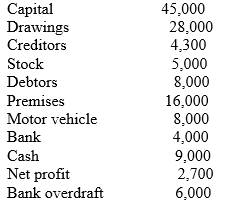 Capital 45,000
Drawings 28,000
Creditors 4,300
Stock 5,000
Debtors 8,000
Premises 16,000
Motor vehicle 8,000
Bank 4,000
Cash 9,000
Net profit 2,700
Bank overdraft 6,000